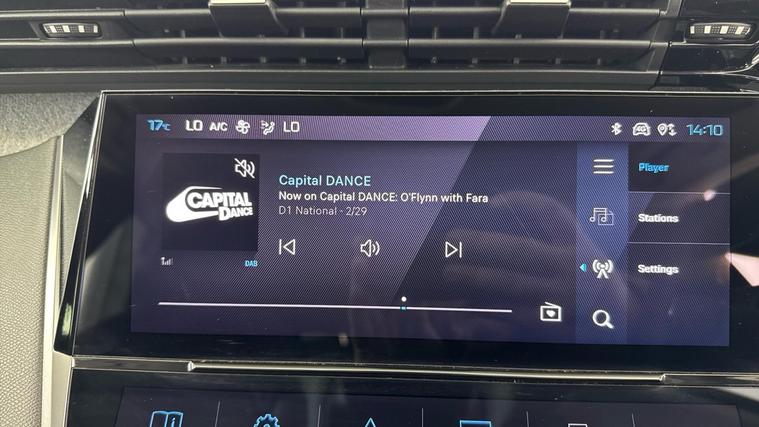 17°C LO A/C LO 4G 14:10
CAPITAL
DANCE
Capital DANCE
Now on Capital DANCE: O'Flynn with Fara
D1 National - 2/29
DAB
Player
Stations
Settings